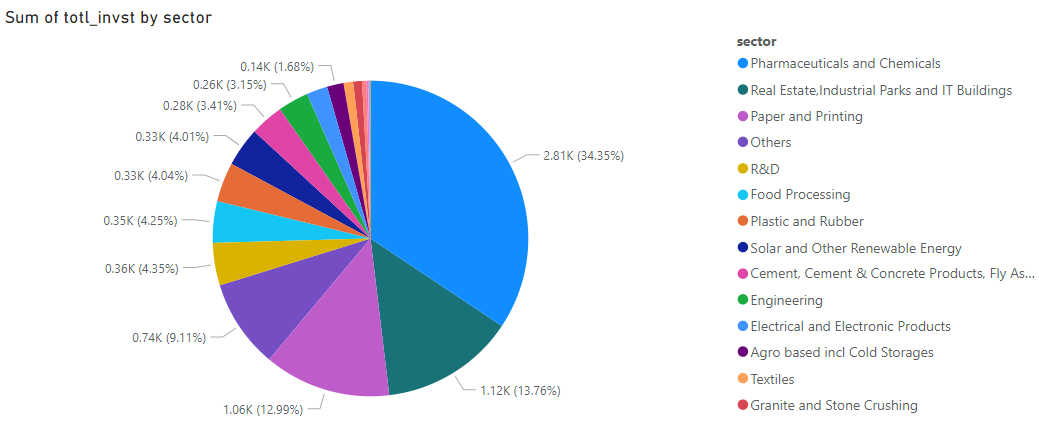 Sum of totl_invst by sector
sector
Pharmaceuticals and Chemicals
Real Estate,Industrial Parks and IT Buildings
Paper and Printing
Others
R&D
Food Processing
Plastic and Rubber
Solar and Other Renewable Energy
Cement, Cement & Concrete Products, Fly As...
Engineering
Electrical and Electronic Products
Agro based incl Cold Storages
Textiles
Granite and Stone Crushing
2.81K (34.35%)
1.12K (13.76%)
1.06K (12.99%)
0.74K (9.11%)
0.36K (4.35%)
0.35K (4.25%)
0.33K (4.04%)
0.33K (4.01%)
0.28K (3.41%)
0.26K (3.15%)
0.14K (1.68%)